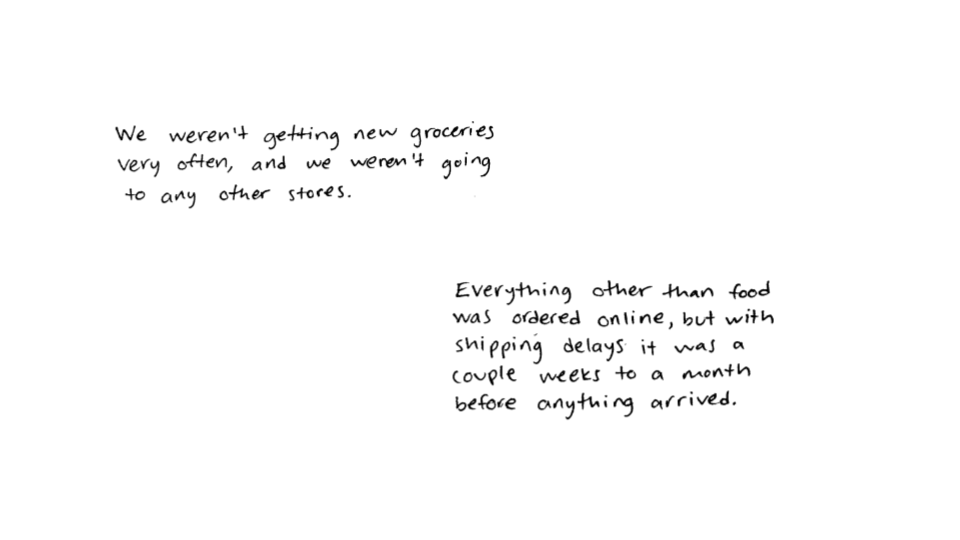 We weren't getting new groceries
very often, and we weren't going
to any other stores.
Everything other than food
was ordered online, but with
shipping delays it was a
couple weeks to a month
before anything arrived.